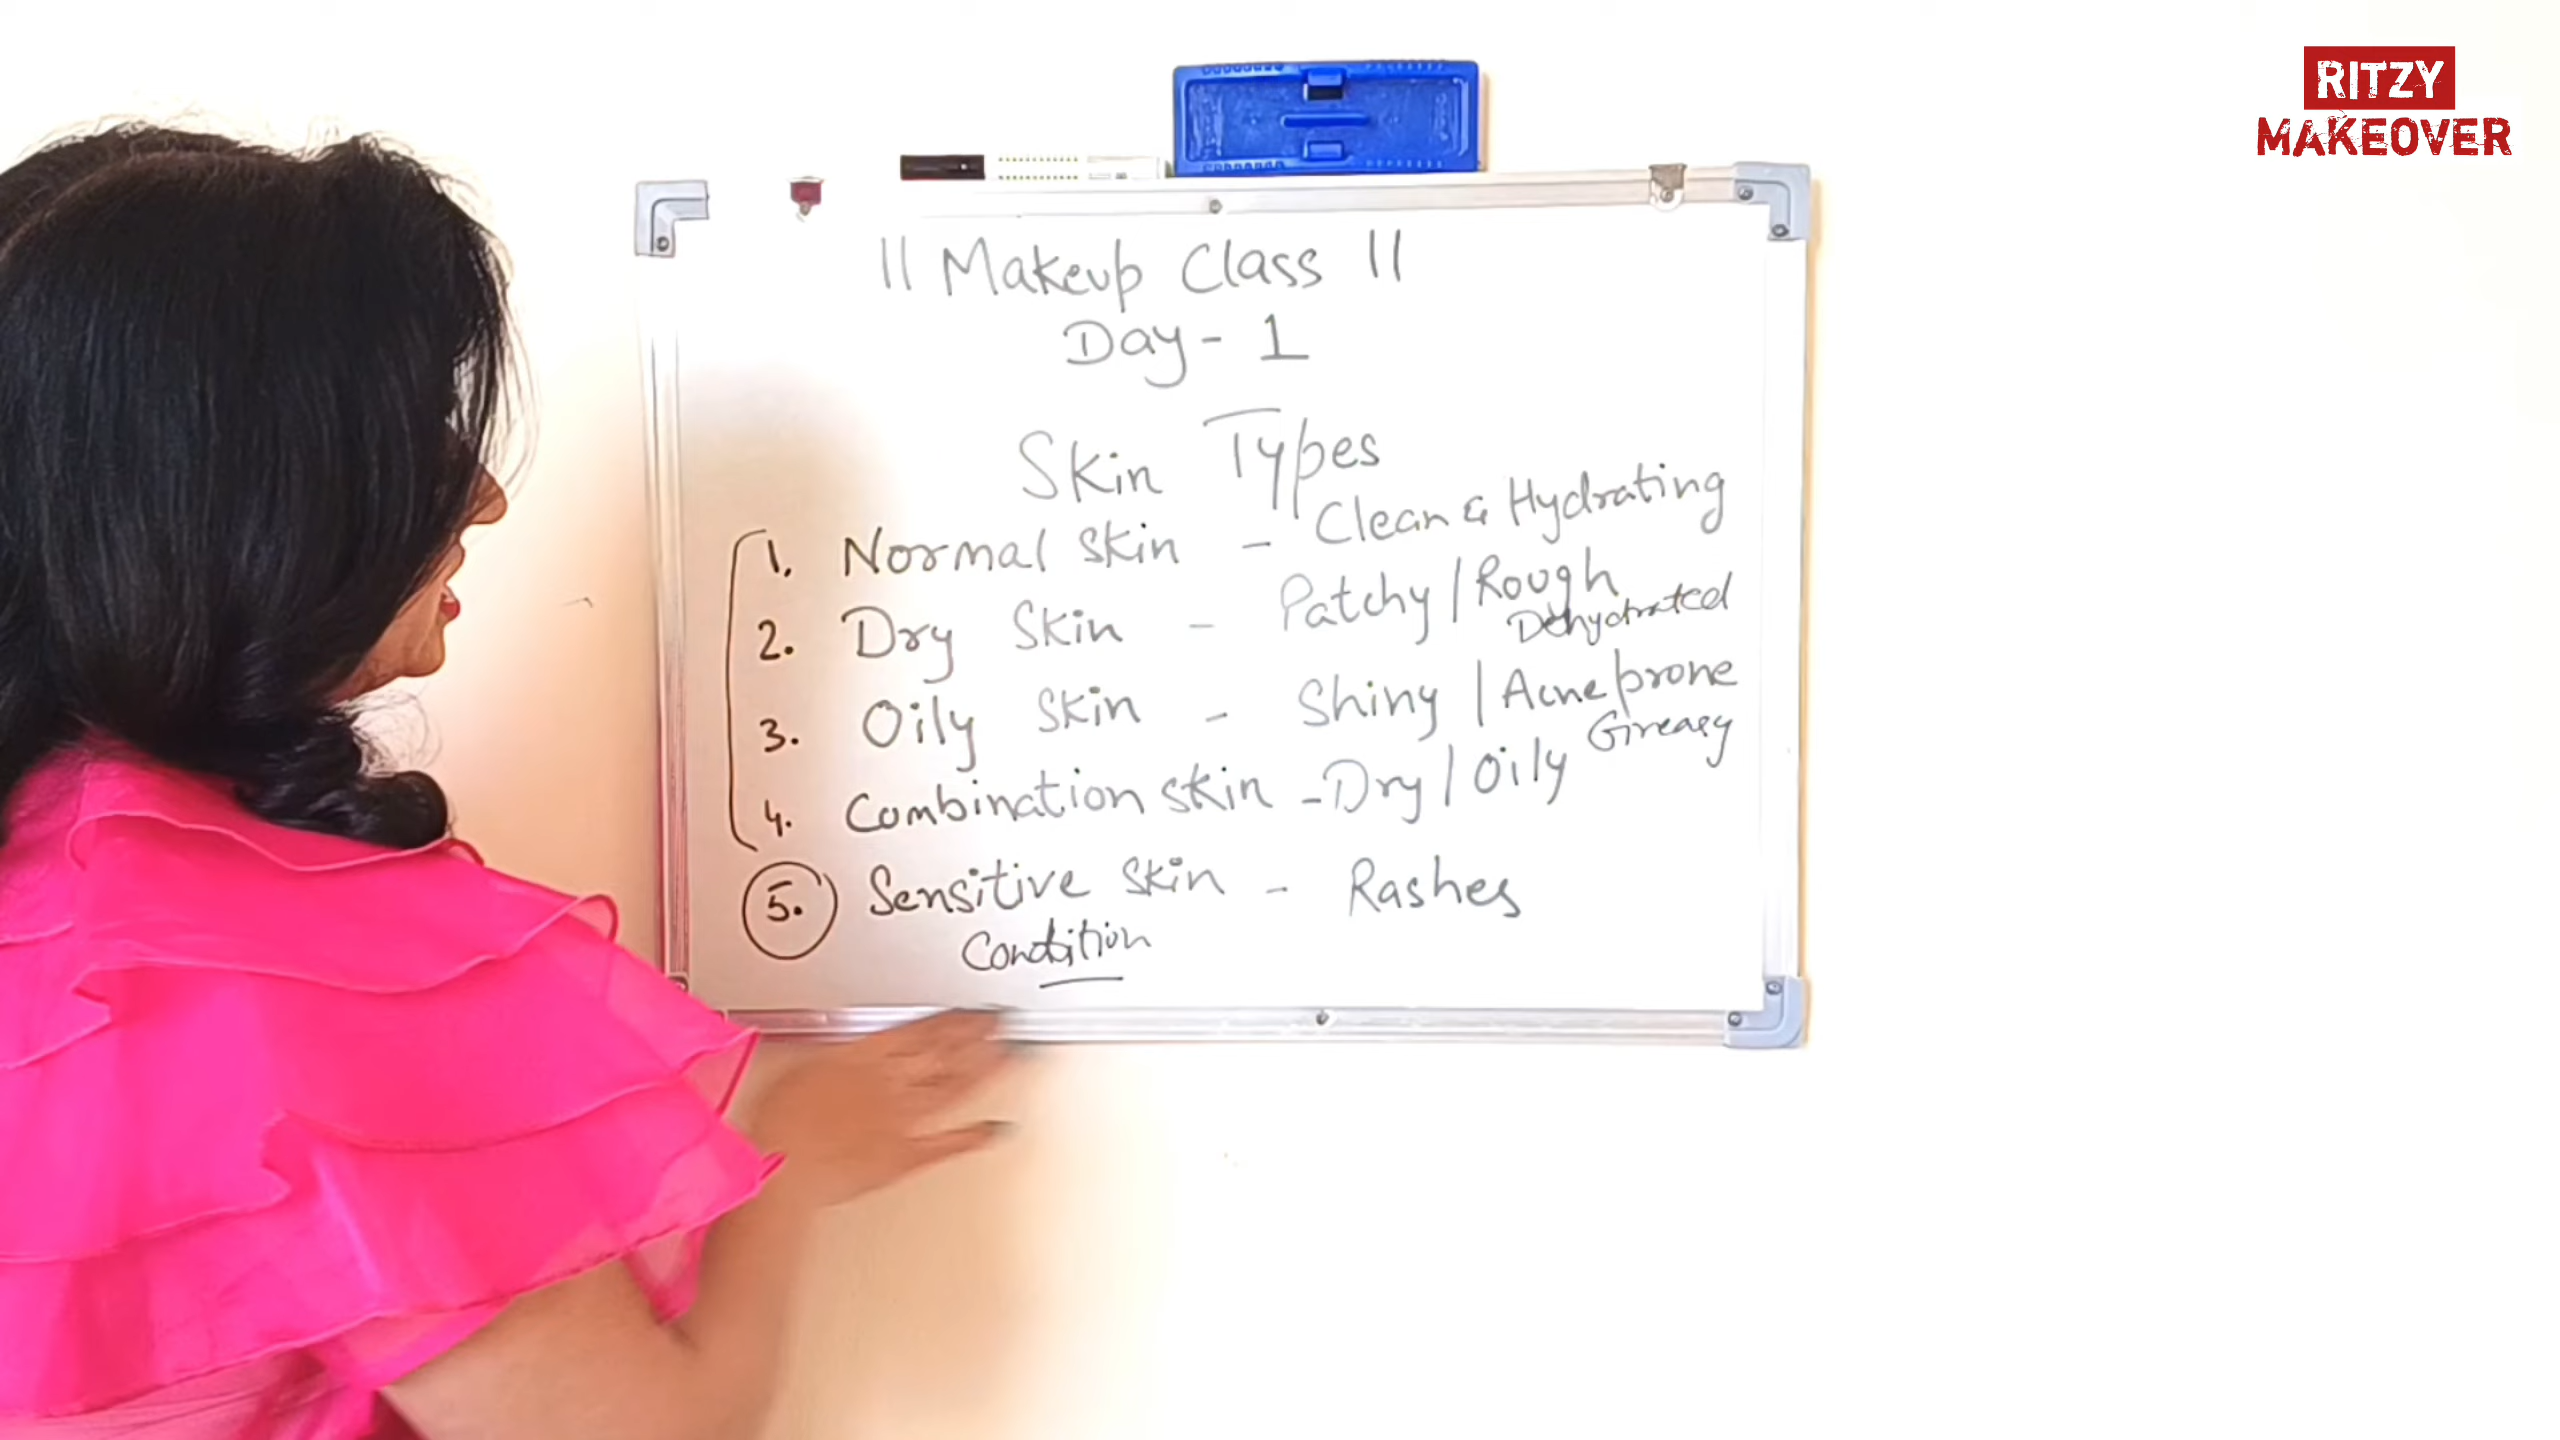 RITZY
MAKEOVER
|| Makeup Class ||
Day - 1
Skin Types
1. Normal Skin - Clean & Hydrating
2. Dry Skin - Patchy / Rough
Dehydrated
3. Oily Skin - Shiny / Acne prone
Greasy
4. Combination skin - Dry / Oily
5. Sensitive Skin - Rashes
Condition